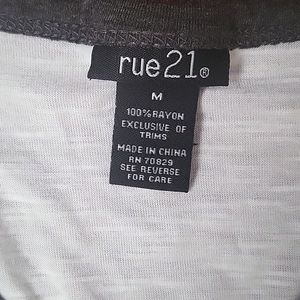 rue21®
M
100% RAYON
EXCLUSIVE OF
TRIMS
MADE IN CHINA
RN 70829
SEE REVERSE
FOR CARE